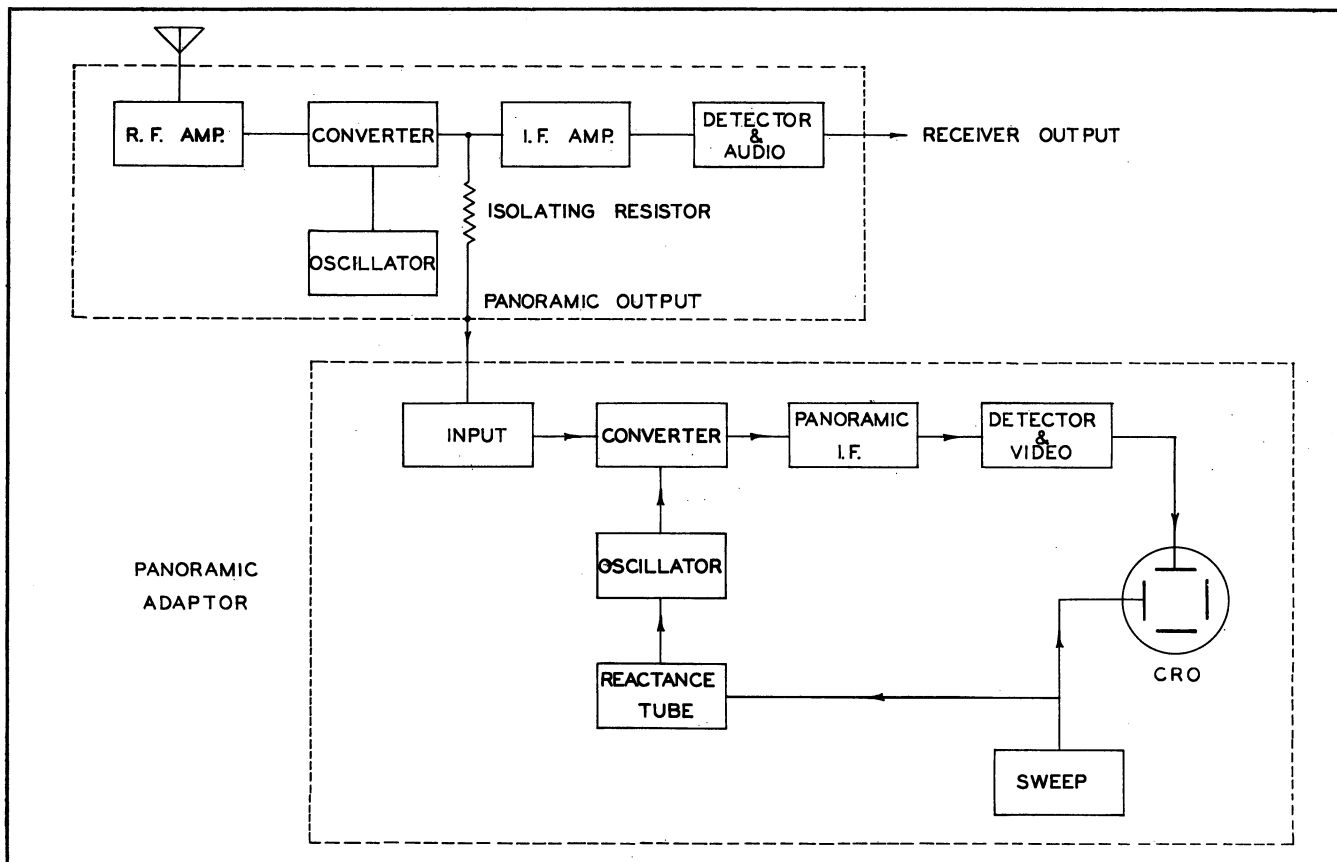 R. F. AMP.
CONVERTER
I.F. AMP.
DETECTOR
&
AUDIO
RECEIVER OUTPUT
ISOLATING RESISTOR
OSCILLATOR
PANORAMIC OUTPUT
INPUT
CONVERTER
PANORAMIC
I.F.
DETECTOR
&
VIDEO
OSCILLATOR
PANORAMIC
ADAPTOR
REACTANCE
TUBE
CRO
SWEEP